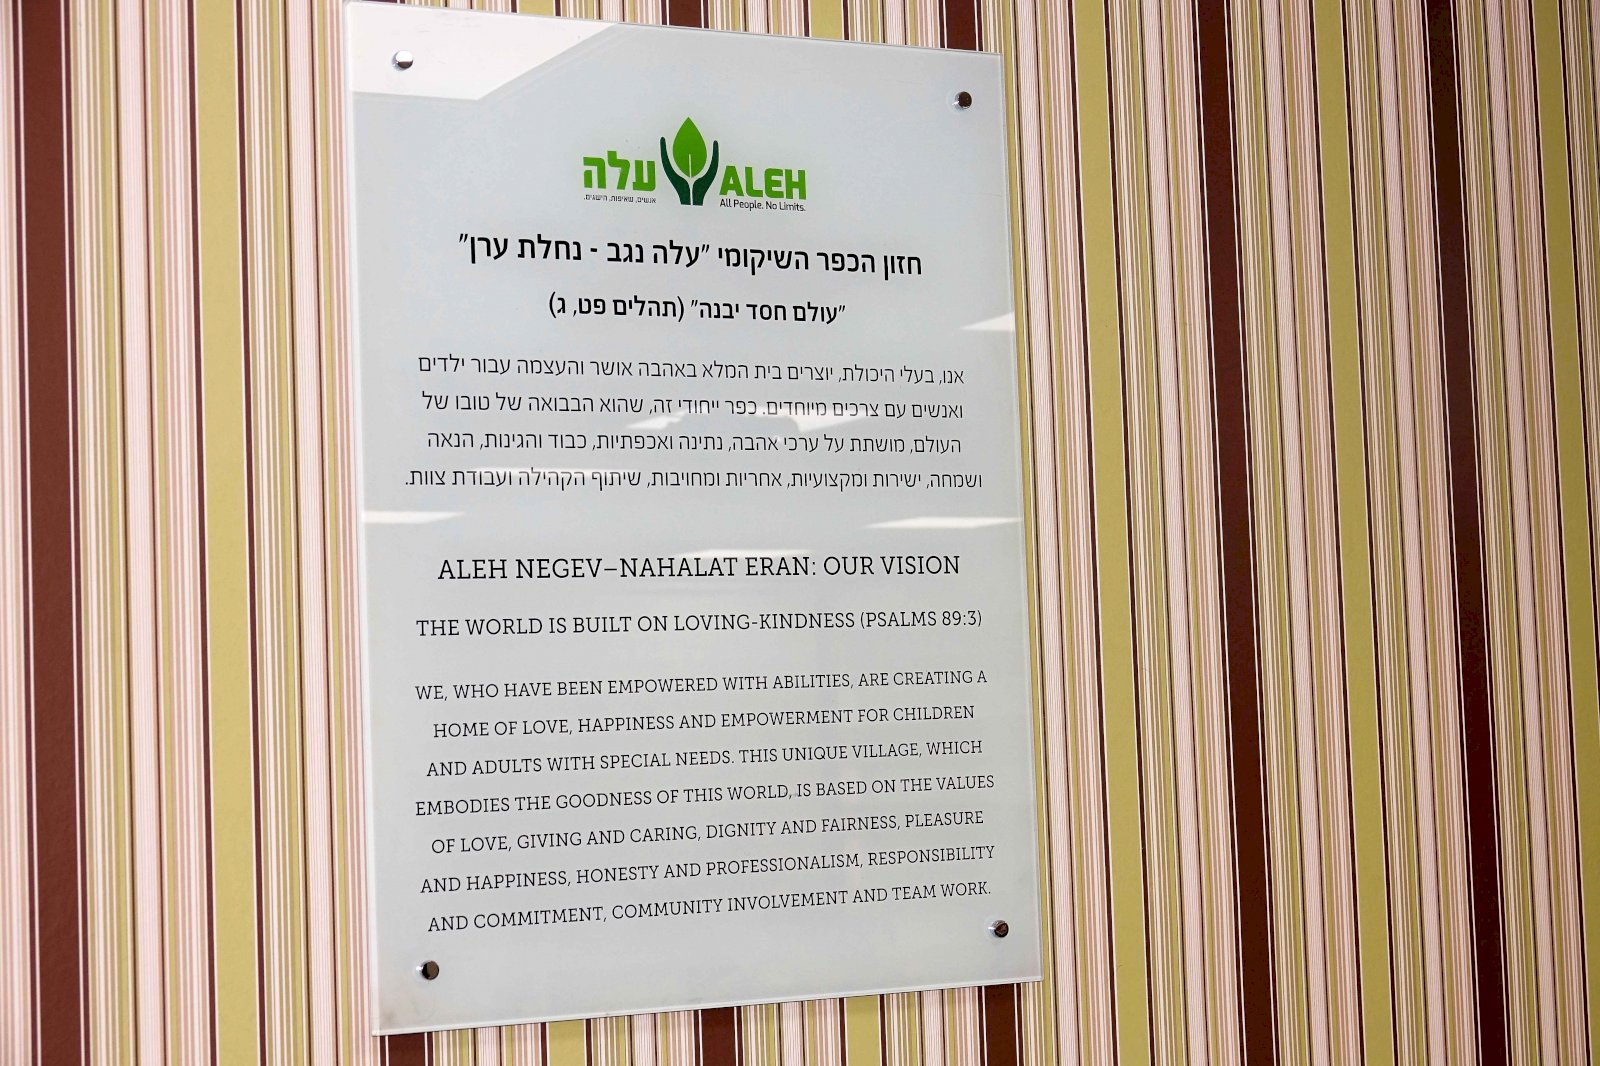 עלה
אנשים, שאיפות, הישגים.
ALEH
All People. No Limits.
חזון הכפר השיקומי "עלה נגב - נחלת ערן"
"עולם חסד יבנה" (תהלים פט, ג)
אנו, בעלי היכולת, יוצרים בית המלא באהבה אושר והעצמה עבור ילדים
ואנשים עם צרכים מיוחדים. כפר ייחודי זה, שהוא הבבואה של טובו של
העולם, מושתת על ערכי אהבה, נתינה ואכפתיות, כבוד והגינות, הנאה
ושמחה, ישירות ומקצועיות, אחריות ומחויבות, שיתוף הקהילה ועבודת צוות.
ALEH NEGEV–NAHALAT ERAN: OUR VISION
THE WORLD IS BUILT ON LOVING-KINDNESS (PSALMS 89:3)
WE, WHO HAVE BEEN EMPOWERED WITH ABILITIES, ARE CREATING A
HOME OF LOVE, HAPPINESS AND EMPOWERMENT FOR CHILDREN
AND ADULTS WITH SPECIAL NEEDS. THIS UNIQUE VILLAGE, WHICH
EMBODIES THE GOODNESS OF THIS WORLD, IS BASED ON THE VALUES
OF LOVE, GIVING AND CARING, DIGNITY AND FAIRNESS, PLEASURE
AND HAPPINESS, HONESTY AND PROFESSIONALISM, RESPONSIBILITY
AND COMMITMENT, COMMUNITY INVOLVEMENT AND TEAM WORK.